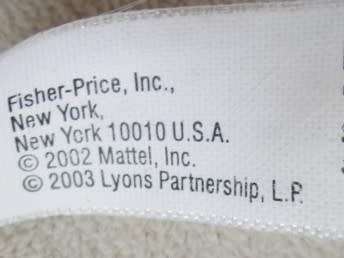 Fisher-Price, Inc.,
New York,
New York 10010 U.S.A.
© 2002 Mattel, Inc.
© 2003 Lyons Partnership, L.P.